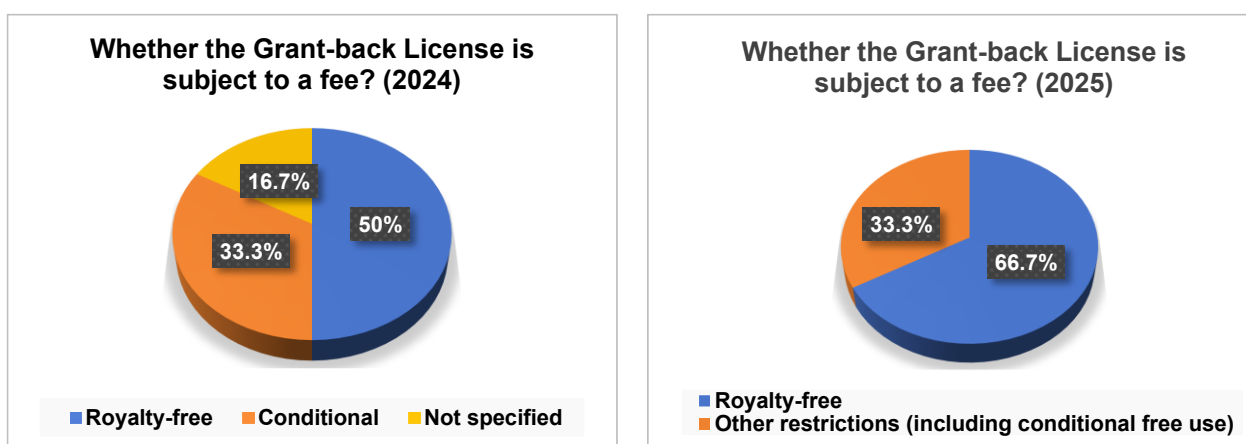 Whether the Grant-back License is
subject to a fee? (2024)
16.7%
50%
33.3%
Royalty-free
Conditional
Not specified
Whether the Grant-back License is
subject to a fee? (2025)
33.3%
66.7%
Royalty-free
Other restrictions (including conditional free use)